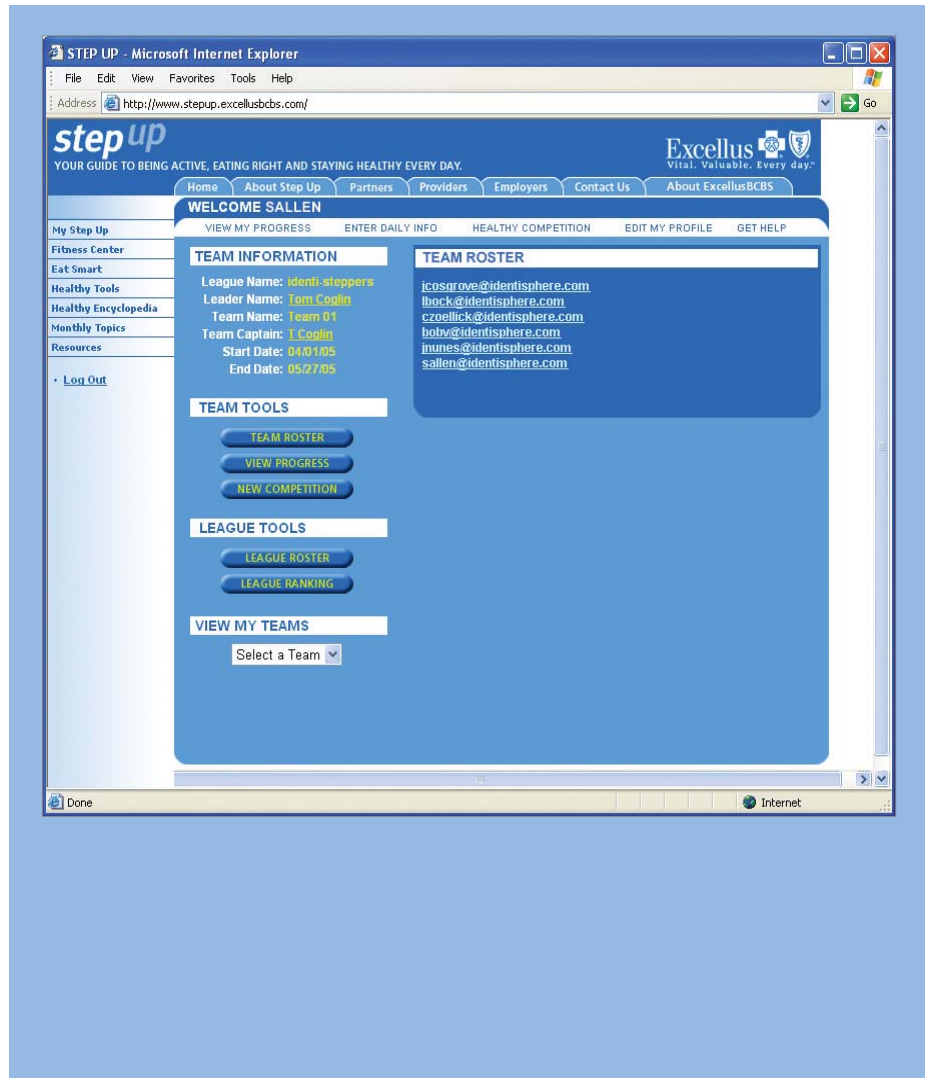 STEP UP - Microsoft Internet Explorer
File Edit View Favorites Tools Help
Address http://www.stepup.excellusbcbs.com/ Go
step up
YOUR GUIDE TO BEING ACTIVE, EATING RIGHT AND STAYING HEALTHY EVERY DAY.
Excellus
Vital. Valuable. Every day.℠
Home About Step Up Partners Providers Employers Contact Us About ExcellusBCBS
WELCOME SALLEN
VIEW MY PROGRESS ENTER DAILY INFO HEALTHY COMPETITION EDIT MY PROFILE GET HELP
My Step Up
Fitness Center
Eat Smart
Healthy Tools
Healthy Encyclopedia
Monthly Topics
Resources
· Log Out
TEAM INFORMATION
League Name: identi-steppers
Leader Name: Tom Coglin
Team Name: Team 01
Team Captain: T Coglin
Start Date: 04/01/05
End Date: 05/27/05
TEAM TOOLS
TEAM ROSTER
VIEW PROGRESS
NEW COMPETITION
LEAGUE TOOLS
LEAGUE ROSTER
LEAGUE RANKING
VIEW MY TEAMS
Select a Team
TEAM ROSTER
jcosgrove@identisphere.com
lbock@identisphere.com
czoellick@identisphere.com
bobv@identisphere.com
jnunes@identisphere.com
sallen@identisphere.com
Done Internet